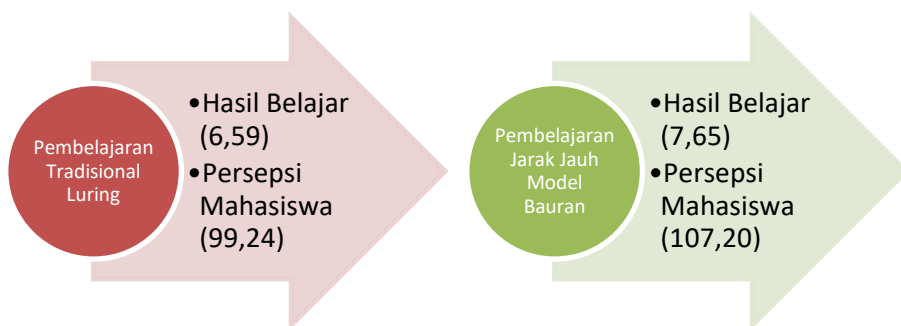 Pembelajaran
Tradisional
Luring
•Hasil Belajar
(6,59)
•Persepsi
Mahasiswa
(99,24)
Pembelajaran
Jarak Jauh
Model
Bauran
•Hasil Belajar
(7,65)
•Persepsi
Mahasiswa
(107,20)